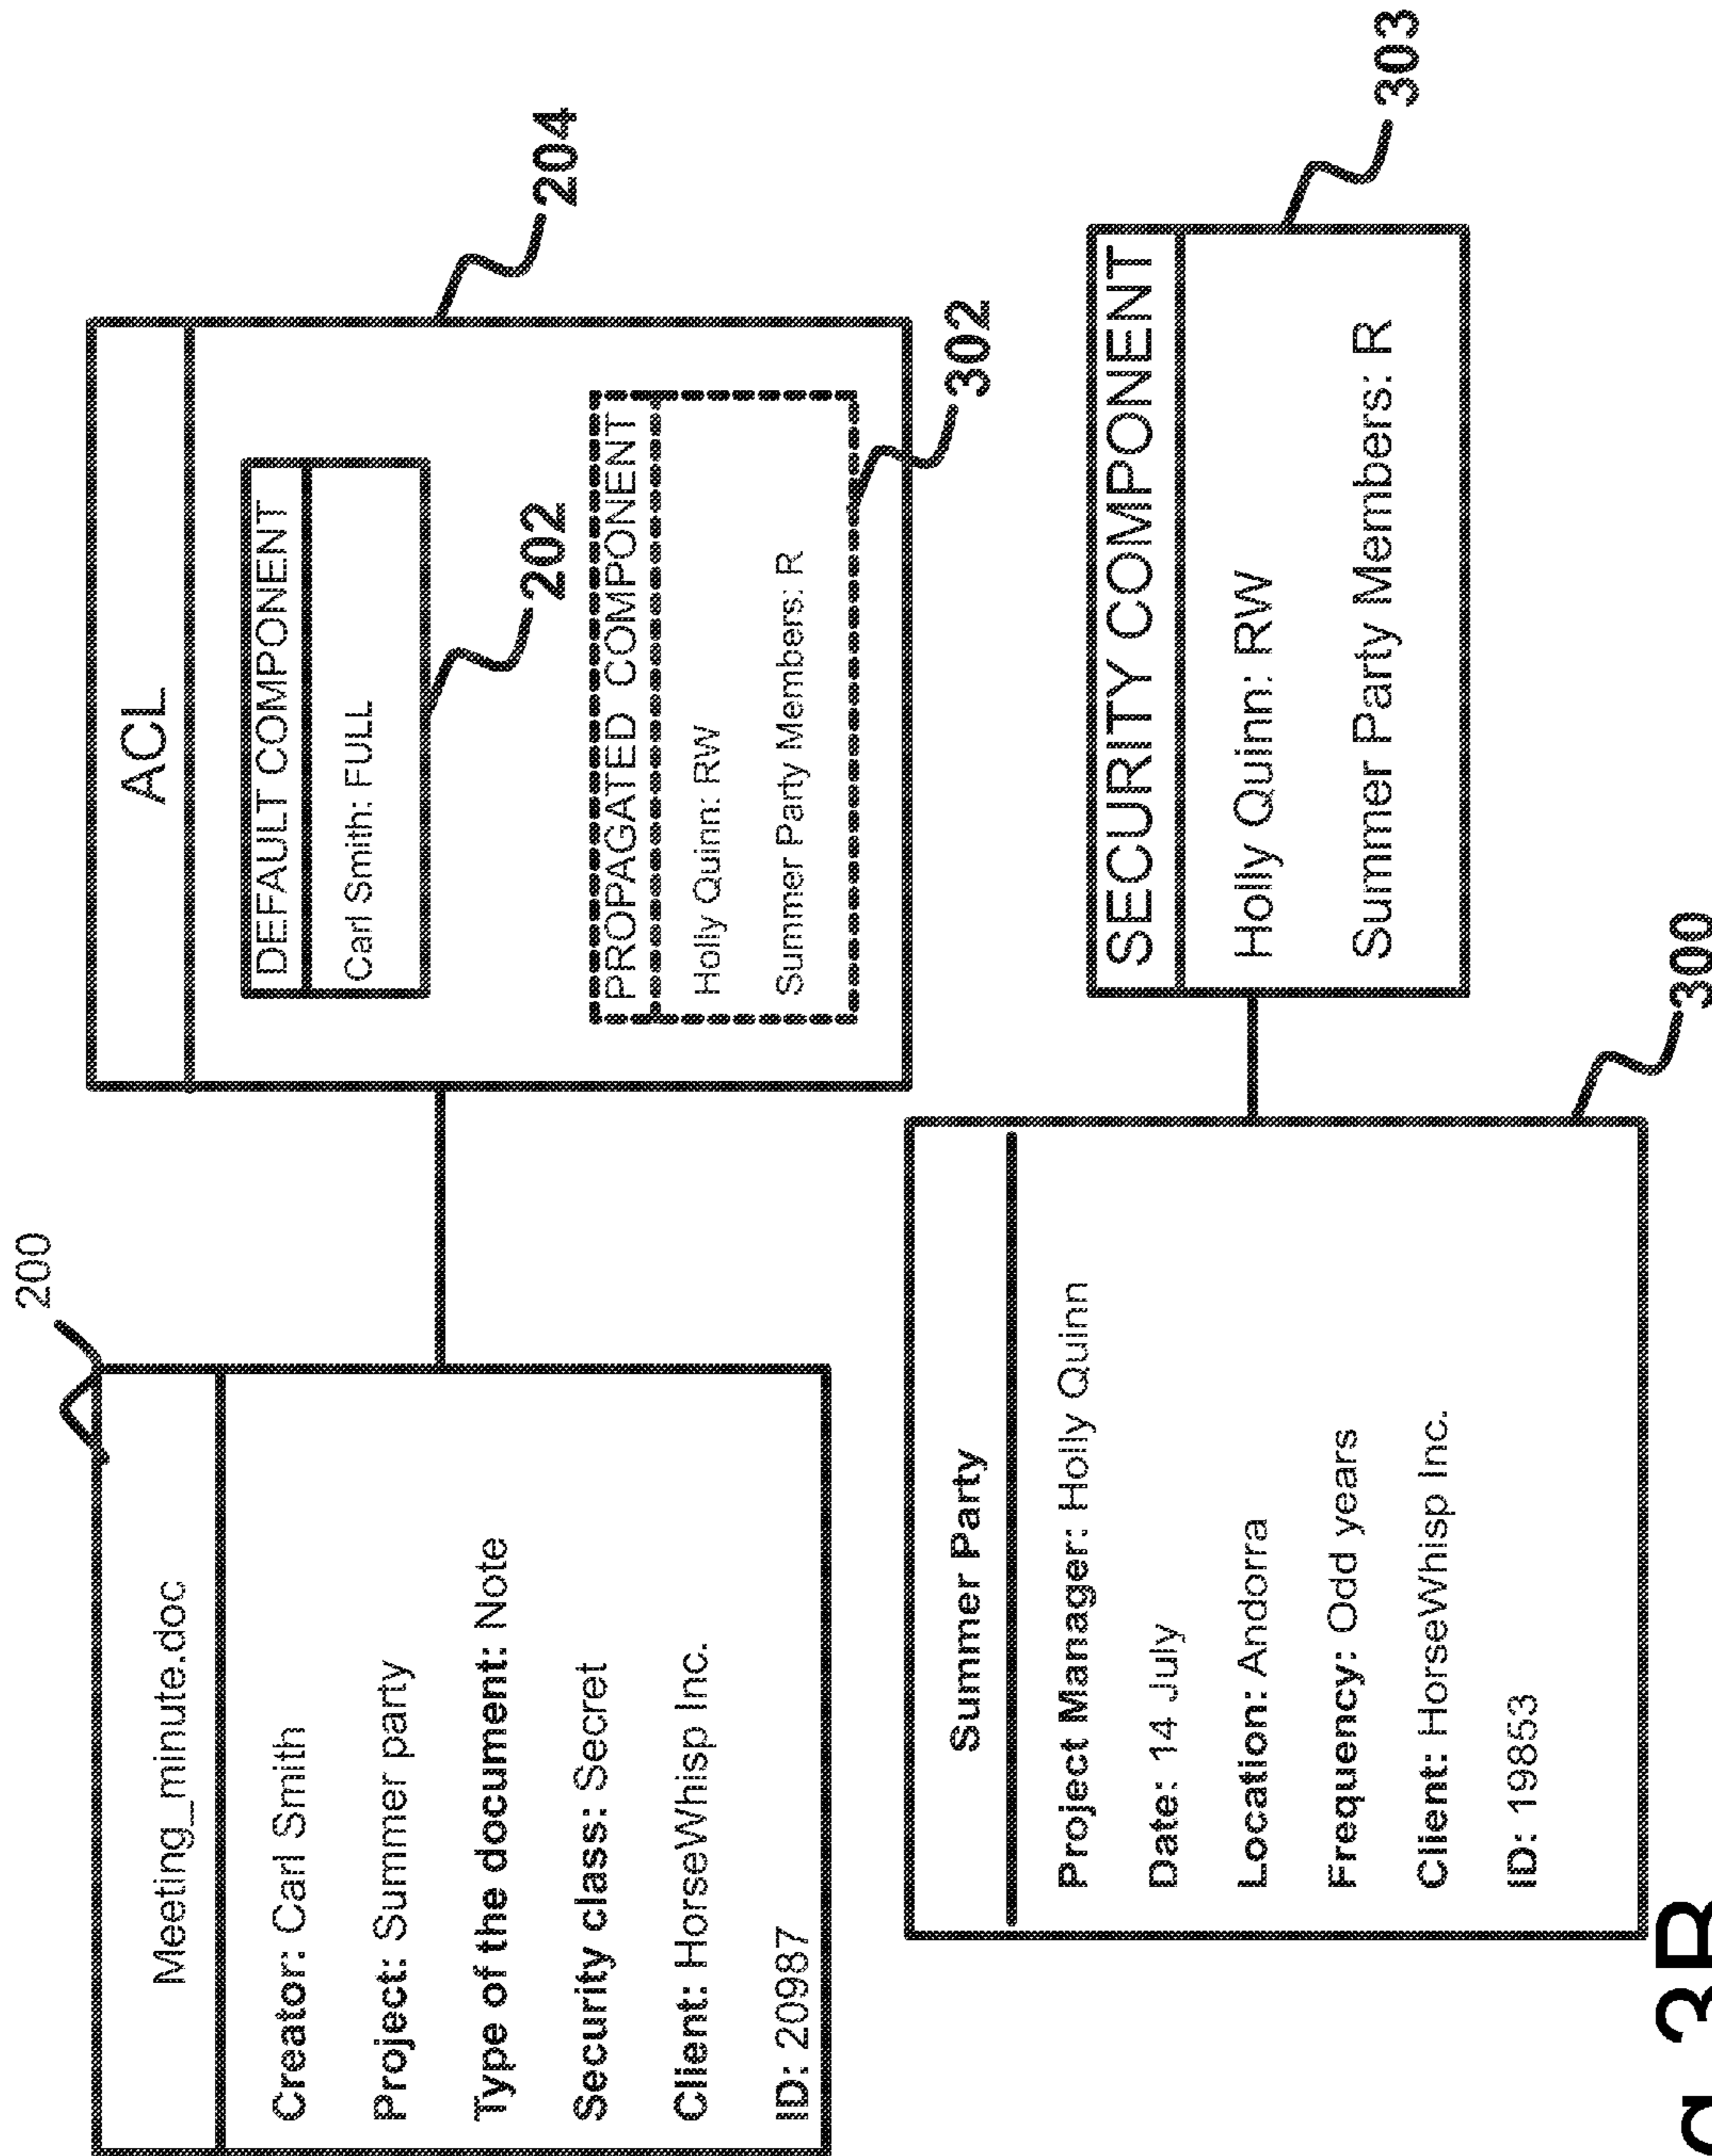 200
Meeting_minute.doc
Creator: Carl Smith
Project: Summer party
Type of the document: Note
Security class: Secret
Client: HorseWhisp Inc.
ID: 20987
ACL
DEFAULT COMPONENT
Carl Smith: FULL
202
PROPAGATED COMPONENT
Holly Quinn: RW
Summer Party Members: R
204
302
Summer Party
Project Manager: Holly Quinn
Date: 14 July
Location: Andorra
Frequency: Odd years
Client: HorseWhisp Inc.
ID: 19853
300
SECURITY COMPONENT
Holly Quinn: RW
Summer Party Members: R
303
g 3B